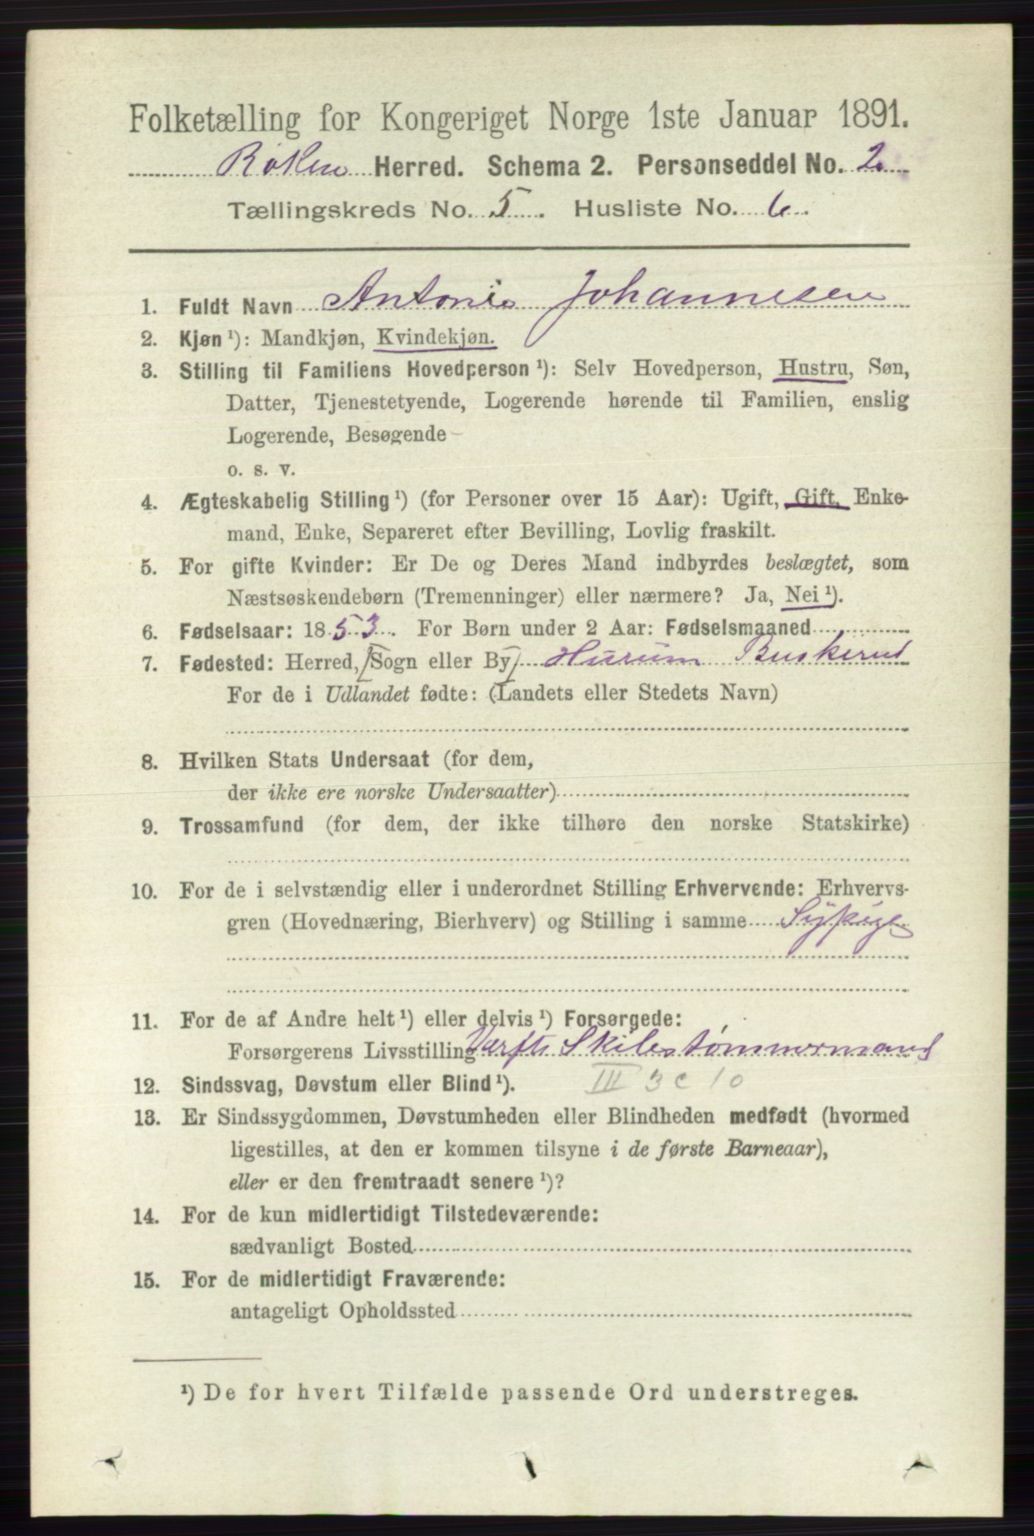 Folketælling for Kongeriget Norge 1ste Januar 1891.
Røken Herred. Schema 2. Personseddel No. 2.
Tællingskreds No. 5. Husliste No. 6.
1. Fuldt Navn Antonie Johannesen
2. Kjøn ¹): Mandkjøn, Kvindekjøn.
3. Stilling til Familiens Hovedperson ¹): Selv Hovedperson, Hustru, Søn,
Datter, Tjenestetyende, Logerende hørende til Familien, enslig
Logerende, Besøgende
o. s. v.
4. Ægteskabelig Stilling ¹) (for Personer over 15 Aar): Ugift, Gift, Enke-
mand, Enke, Separeret efter Bevilling, Lovlig fraskilt.
5. For gifte Kvinder: Er De og Deres Mand indbyrdes beslægtet, som
Næstsøskendebørn (Tremenninger) eller nærmere? Ja, Nei ¹).
6. Fødselsaar: 1853. For Børn under 2 Aar: Fødselsmaaned
7. Fødested: Herred, [Sogn eller By] Hurum Buskerud
For de i Udlandet fødte: (Landets eller Stedets Navn)
8. Hvilken Stats Undersaat (for dem,
der ikke ere norske Undersaatter)
9. Trossamfund (for dem, der ikke tilhøre den norske Statskirke)
10. For de i selvstændig eller i underordnet Stilling Erhvervende: Erhvervs-
gren (Hovednæring, Bierhverv) og Stilling i samme Sypige
11. For de af Andre helt ¹) eller delvis ¹) Forsørgede:
Forsørgerens Livsstilling Værfts Skibstømmermand
12. Sindssvag, Døvstum eller Blind ¹). III 3 c 10
13. Er Sindssygdommen, Døvstumheden eller Blindheden medfødt (hvormed
ligestilles, at den er kommen tilsyne i de første Barneaar),
eller er den fremtraadt senere ¹)?
14. For de kun midlertidigt Tilstedeværende:
sædvanligt Bosted
15. For de midlertidigt Fraværende:
antageligt Opholdssted
¹) De for hvert Tilfælde passende Ord understreges.